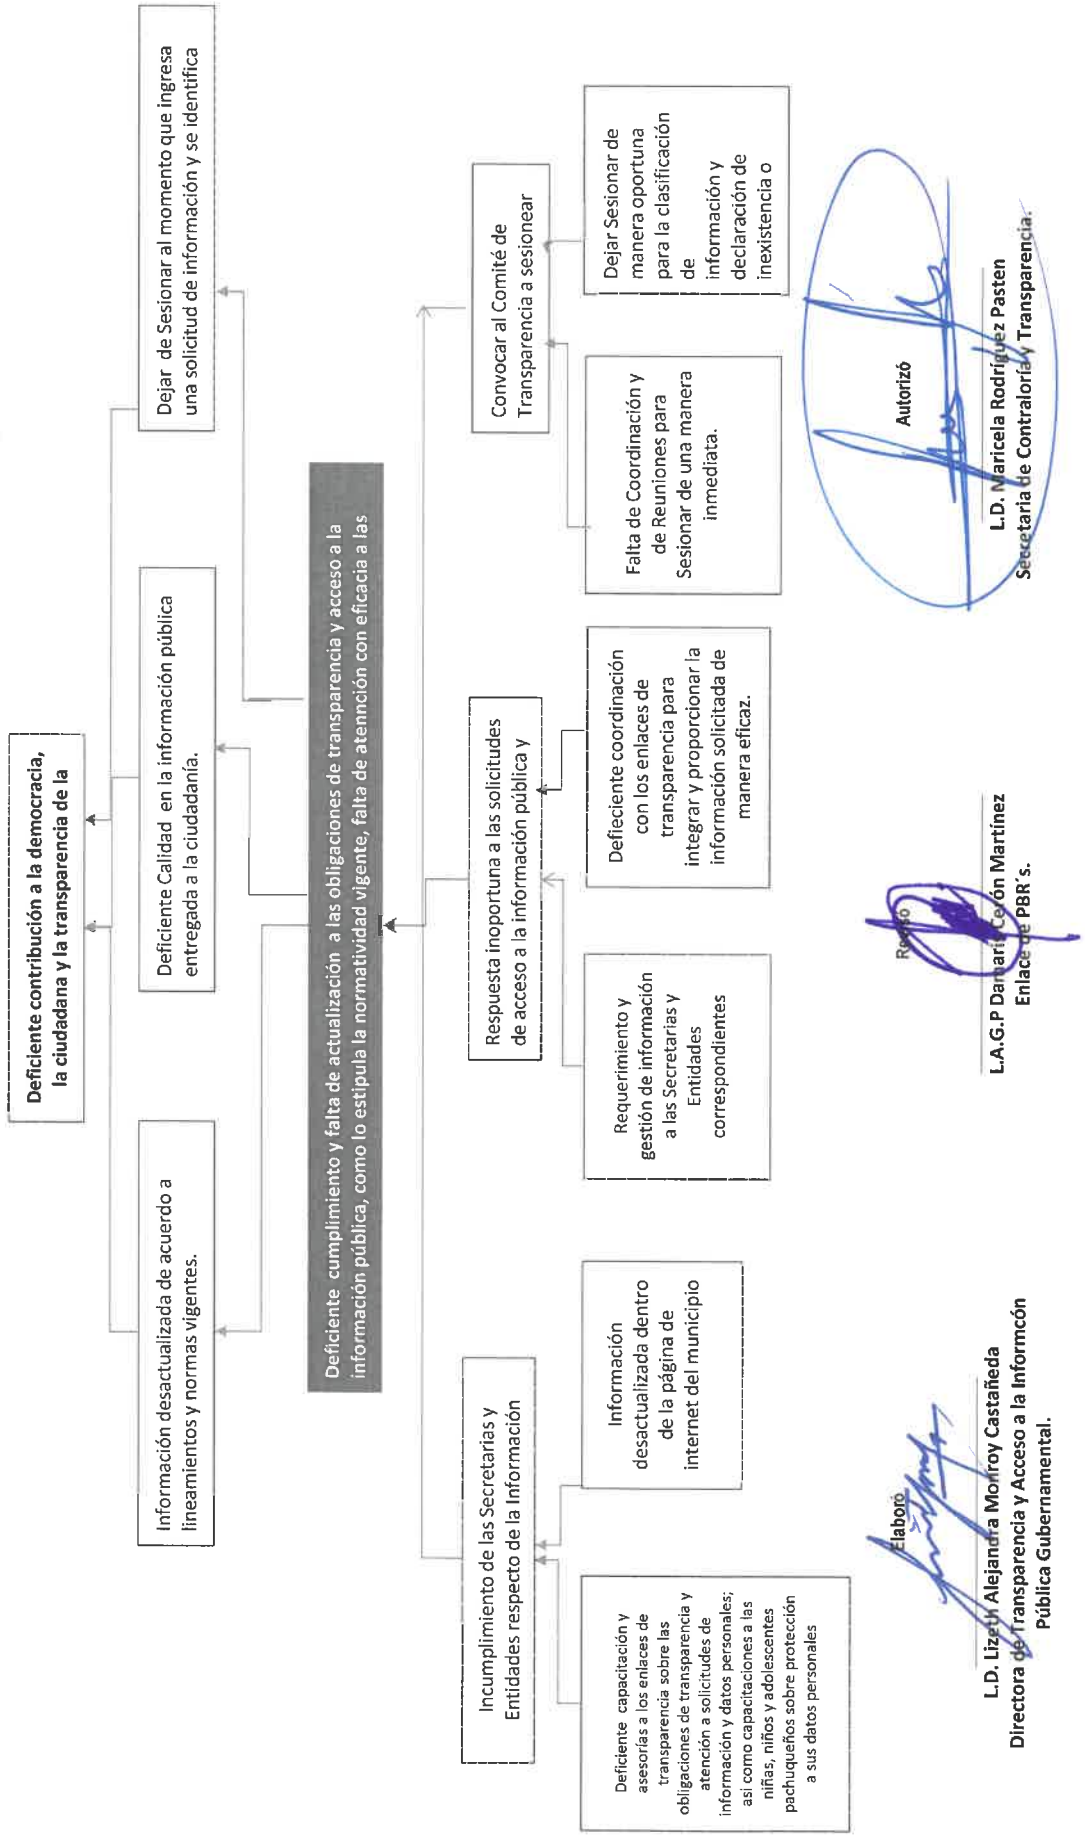 Deficiente contribución a la democracia,
la ciudadana y la transparencia de la
Información desactualizada de acuerdo a
lineamientos y normas vigentes.
Deficiente Calidad en la información pública
entregada a la ciudadanía.
Dejar de Sesionar al momento que ingresa
una solicitud de información y se identifica
Deficiente cumplimiento y falta de actualización a las obligaciones de transparencia y acceso a la
información pública, como lo estipula la normatividad vigente, falta de atennción con eficacia a las
Incumplimiento de las Secretarias y
Entidades respecto de la Información
Respuesta inoportuna a las solicitudes
de acceso a la información pública y
Convocar al Comité de
Transparencia a sesionear
Deficiente capacitación y
asesorías a los enlaces de
transparencia sobre las
obligaciones de transparencia y
atención a solicitudes de
información y datos personales;
asi como capacitaciones a las
niñas, niños y adolescentes
pachuqueños sobre protección
a sus datos personales
Información
desactualizada dentro
de la página de
internet del municipio
Requerimiento y
gestión de información
a las Secretarias y
Entidades
correspondientes
Defieciente coordinación
con los enlaces de
transparencia para
integrar y proporcionar la
información solicitada de
manera eficaz.
Falta de Coordinación y
de Reuniones para
Sesionar de una manera
inmediata.
Dejar Sesionar de
manera oportuna
para la clasificación
de
información y
declaración de
inexistencia o
Elaboró
L.D. Lizeth Alejandra Monroy Castañeda
Directora de Transparencia y Acceso a la Informcón
Pública Gubernamental.
Reviso
L.A.G.P Damaris Cerón Martínez
Enlace de PBR´s.
Autorizó
L.D. Maricela Rodríguez Pasten
Secretaria de Contraloría y Transparencia.